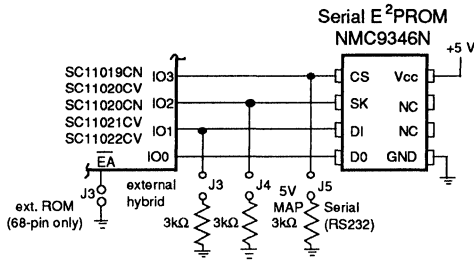 Serial E²PROM
NMC9346N
+5 V
SC11019CN
SC11020CV
SC11020CN
SC11021CV
SC11022CV
IO3
IO2
IO1
IO0
CS
SK
DI
D0
Vcc
NC
NC
GND
EA
J3
ext. ROM
(68-pin only)
external
hybrid
J3
J4
J5
5V
MAP
Serial
(RS232)
3kΩ
3kΩ
3kΩ